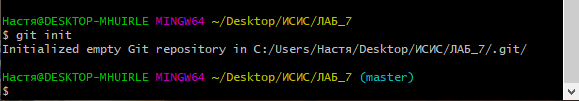 Настя@DESKTOP-MHUIRLE MINGW64 ~/Desktop/ИСИС/ЛАБ_7
$ git init
Initialized empty Git repository in C:/Users/Настя/Desktop/ИСИС/ЛАБ_7/.git/
Настя@DESKTOP-MHUIRLE MINGW64 ~/Desktop/ИСИС/ЛАБ_7 (master)
$